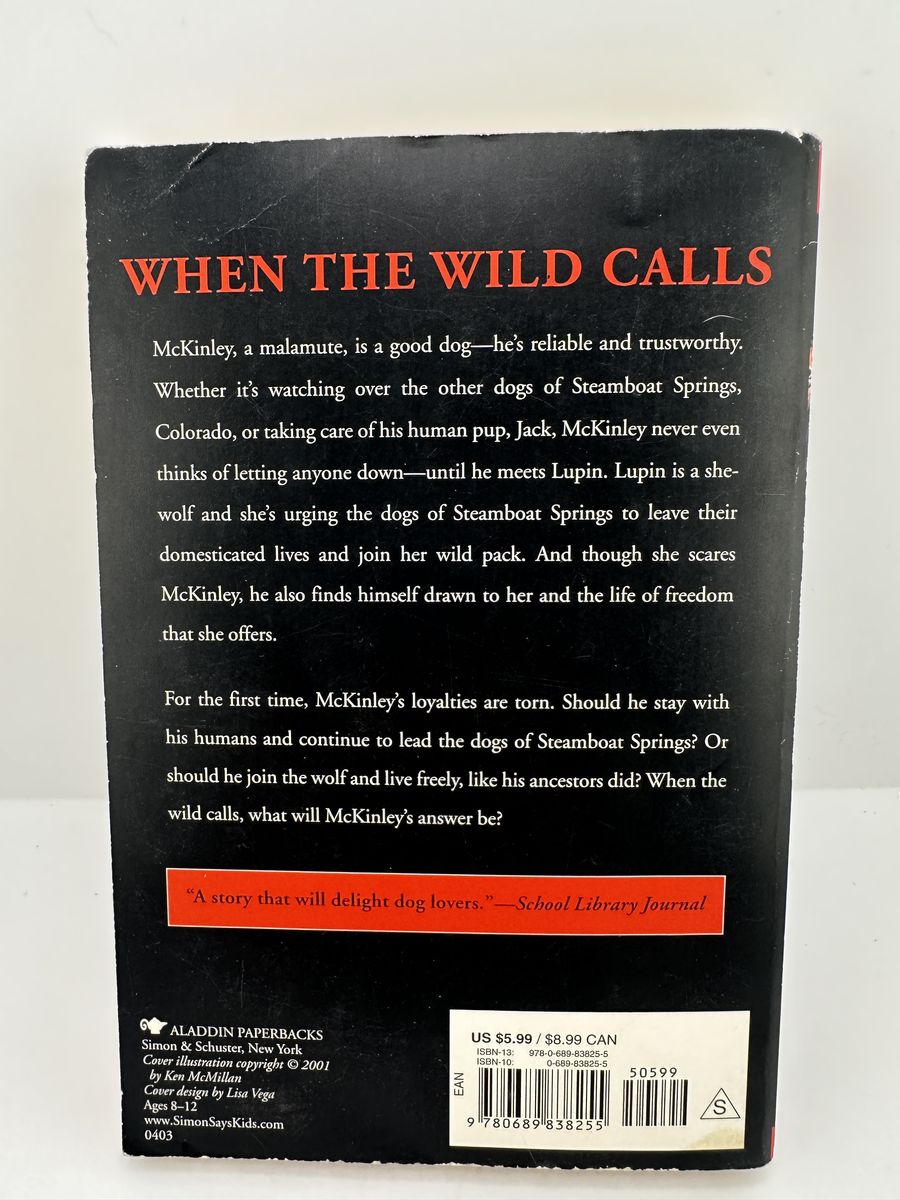 WHEN THE WILD CALLS
McKinley, a malamute, is a good dog—he's reliable and trustworthy.
Whether it's watching over the other dogs of Steamboat Springs,
Colorado, or taking care of his human pup, Jack, McKinley never even
thinks of letting anyone down—until he meets Lupin. Lupin is a she-
wolf and she's urging the dogs of Steamboat Springs to leave their
domesticated lives and join her wild pack. And though she scares
McKinley, he also finds himself drawn to her and the life of freedom
that she offers.
For the first time, McKinley's loyalties are torn. Should he stay with
his humans and continue to lead the dogs of Steamboat Springs? Or
should he join the wolf and live freely, like his ancestors did? When the
wild calls, what will McKinley's answer be?
“A story that will delight dog lovers.”—School Library Journal
ALADDIN PAPERBACKS
Simon & Schuster, New York
Cover illustration copyright © 2001
by Ken McMillan
Cover design by Lisa Vega
Ages 8–12
www.SimonSaysKids.com
0403
US $5.99 / $8.99 CAN
ISBN-13: 978-0-689-83825-5
ISBN-10: 0-689-83825-5
50599
EAN
9 780689 838255
S